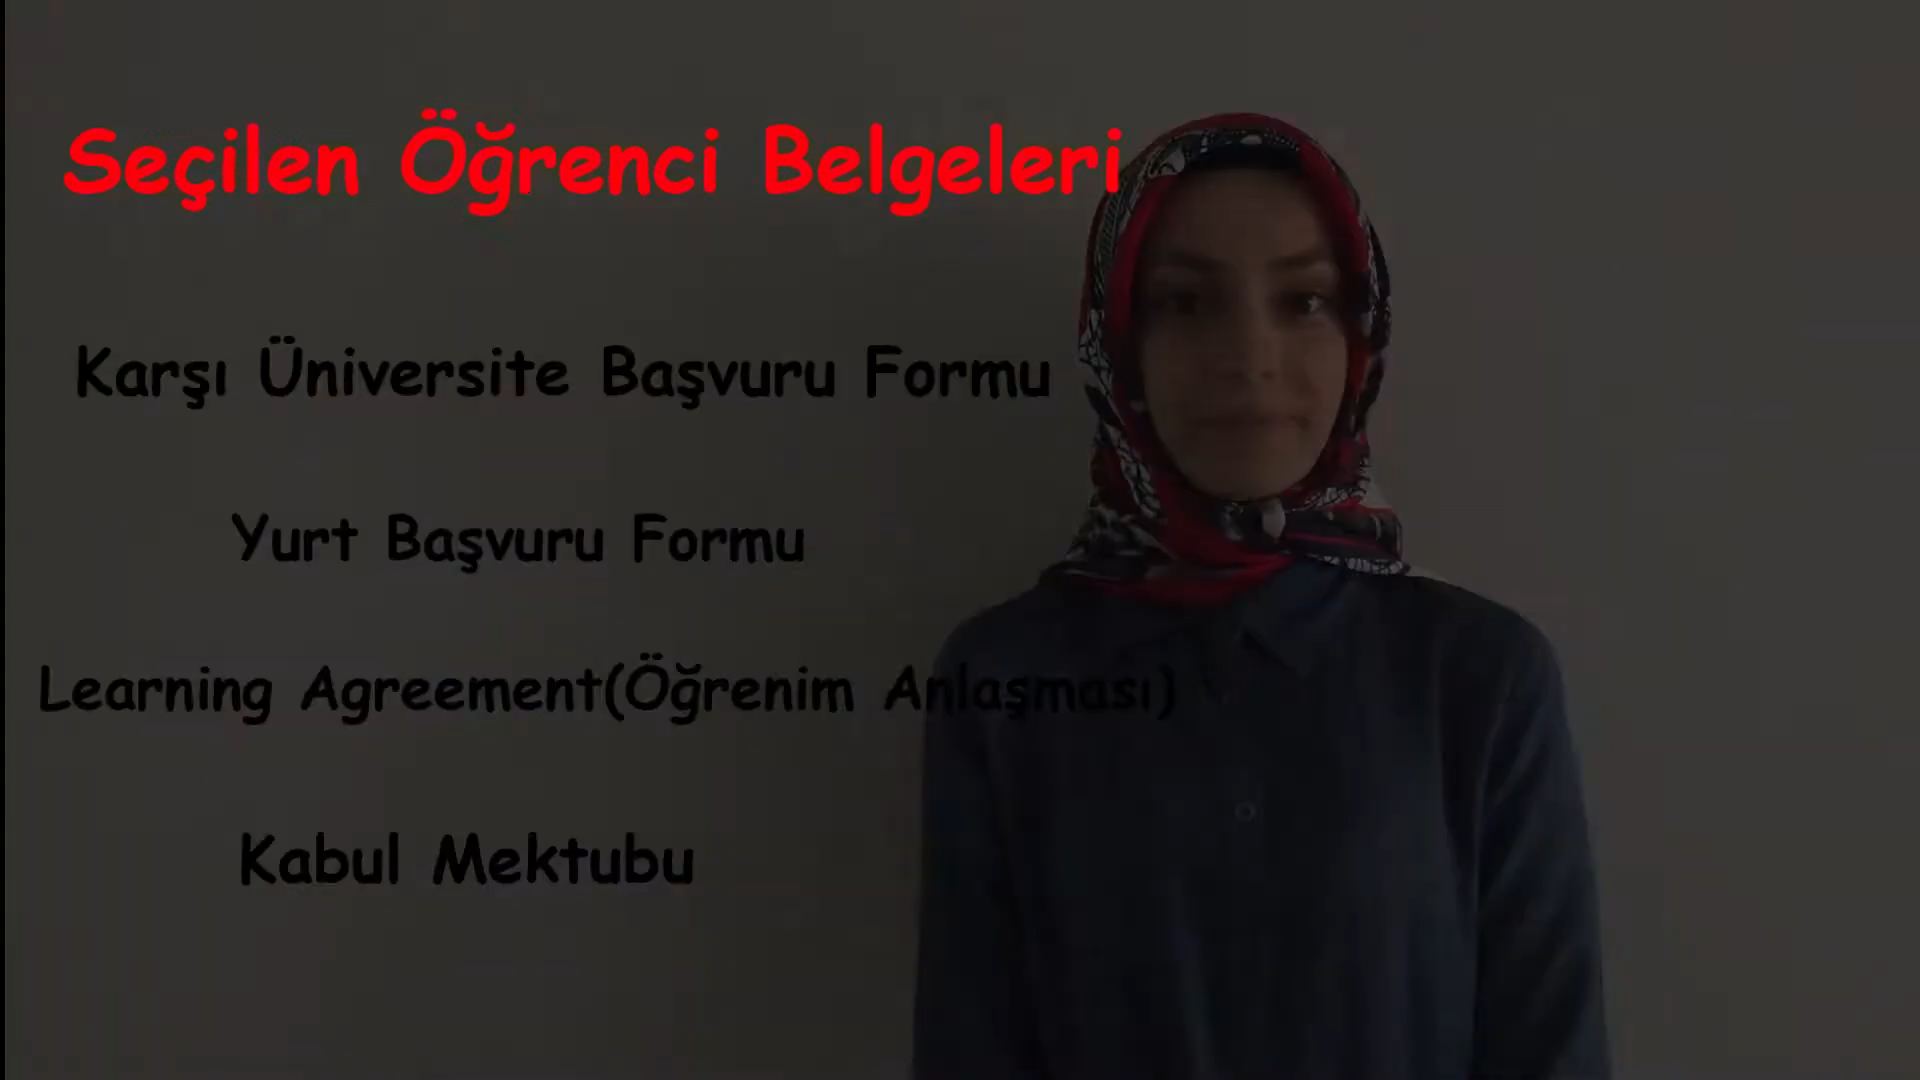 Seçilen Öğrenci Belgeleri
Karşı Üniversite Başvuru Formu
Yurt Başvuru Formu
Learning Agreement(Öğrenim Anlaşması)
Kabul Mektubu